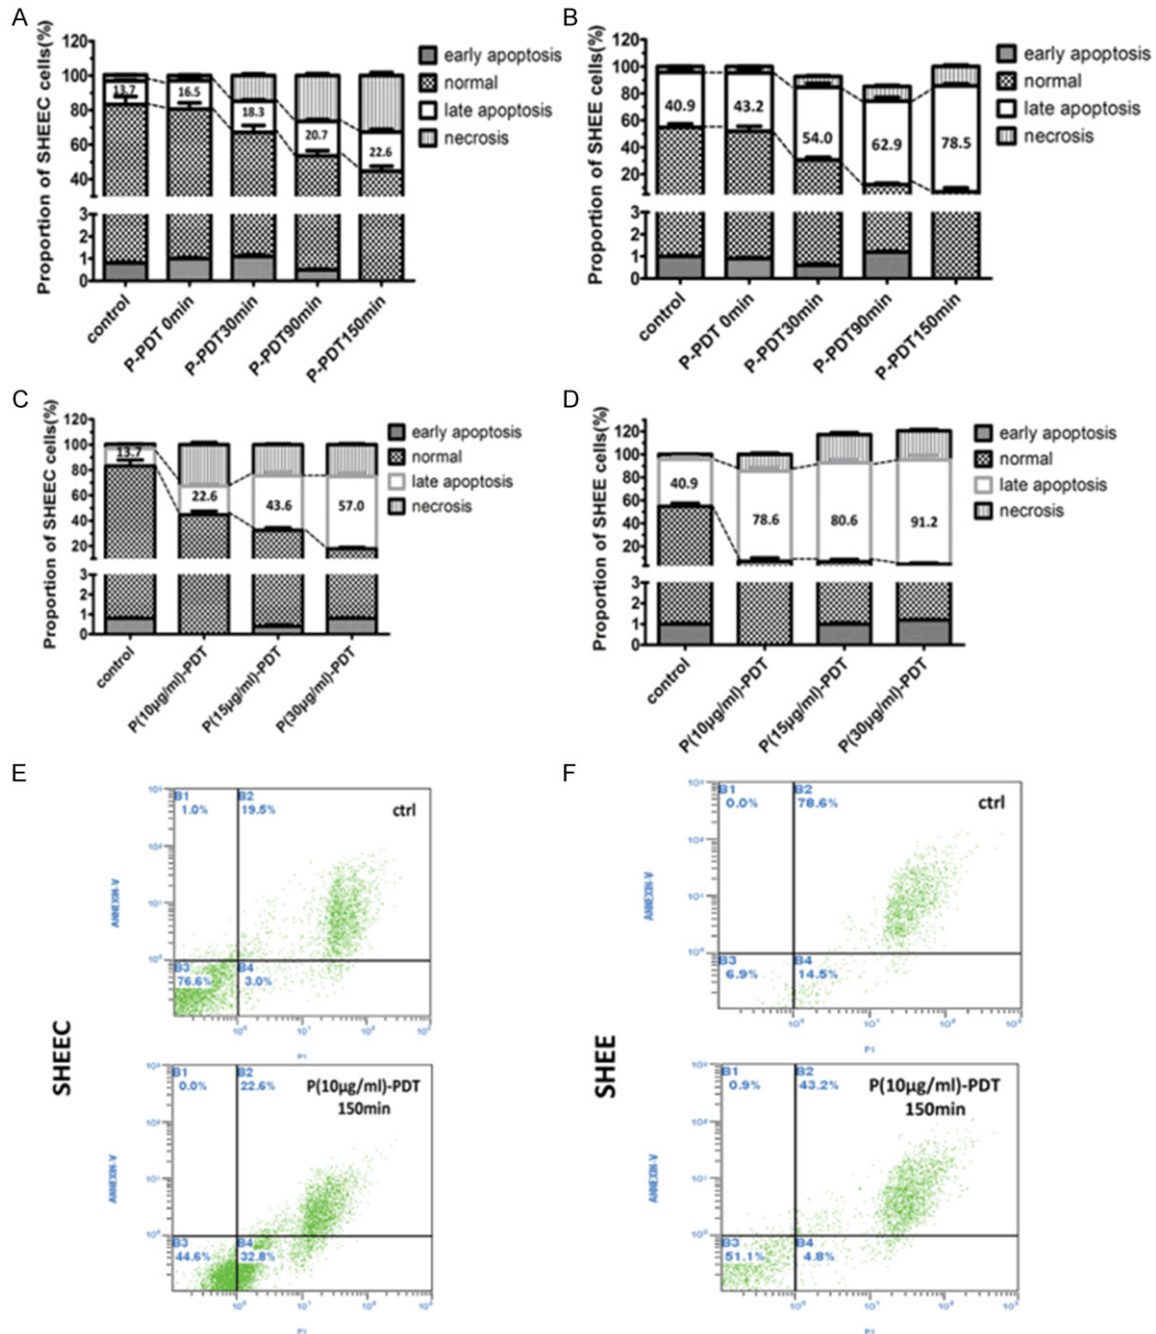 A
Proportion of SHEEC cells(%)
120
100
80
60
40
3
2
1
0
13.7
16.5
18.3
20.7
22.6
early apoptosis
normal
late apoptosis
necrosis
control
P-PDT 0min
P-PDT30min
P-PDT90min
P-PDT150min
B
Proportion of SHEE cells(%)
120
100
80
60
40
20
3
2
1
0
40.9
43.2
54.0
62.9
78.5
early apoptosis
normal
late apoptosis
necrosis
control
P-PDT 0min
P-PDT30min
P-PDT90min
P-PDT150min
C
Proportion of SHEEC cells(%)
120
100
80
60
40
20
3
2
1
0
13.7
22.6
43.6
57.0
early apoptosis
normal
late apoptosis
necrosis
control
P(10μg/ml)-PDT
P(15μg/ml)-PDT
P(30μg/ml)-PDT
D
Proportion of SHEE cells(%)
120
100
80
60
40
20
3
2
1
0
40.9
78.6
80.6
91.2
early apoptosis
normal
late apoptosis
necrosis
control
P(10μg/ml)-PDT
P(15μg/ml)-PDT
P(30μg/ml)-PDT
E
SHEEC
B1
1.0%
B2
19.5%
ctrl
ANNEXIN-V
B3
76.6%
B4
3.0%
P1
B1
0.0%
B2
22.6%
P(10μg/ml)-PDT
150min
ANNEXIN-V
B3
44.6%
B4
32.8%
P1
F
SHEE
B1
0.0%
B2
78.6%
ctrl
ANNEXIN-V
B3
6.9%
B4
14.5%
P1
B1
0.9%
B2
43.2%
P(10μg/ml)-PDT
150min
ANNEXIN-V
B3
51.1%
B4
4.8%
P1